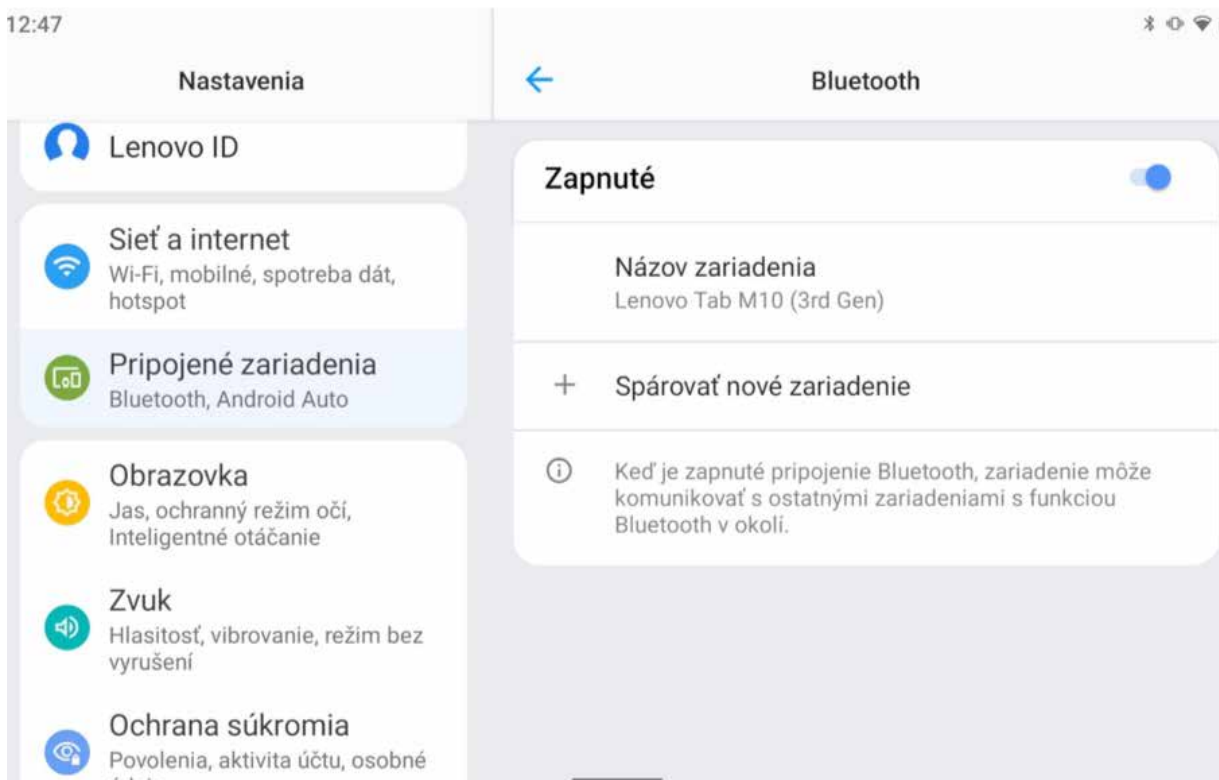 12:47
Nastavenia
Lenovo ID
Sieť a internet
Wi-Fi, mobilné, spotreba dát,
hotspot
Pripojené zariadenia
Bluetooth, Android Auto
Obrazovka
Jas, ochranný režim očí,
Inteligentné otáčanie
Zvuk
Hlasitosť, vibrovanie, režim bez
vyrušení
Ochrana súkromia
Povolenia, aktivita účtu, osobné
Bluetooth
Zapnuté
Názov zariadenia
Lenovo Tab M10 (3rd Gen)
Spárovať nové zariadenie
Keď je zapnuté pripojenie Bluetooth, zariadenie môže
komunikovať s ostatnými zariadeniami s funkciou
Bluetooth v okolí.